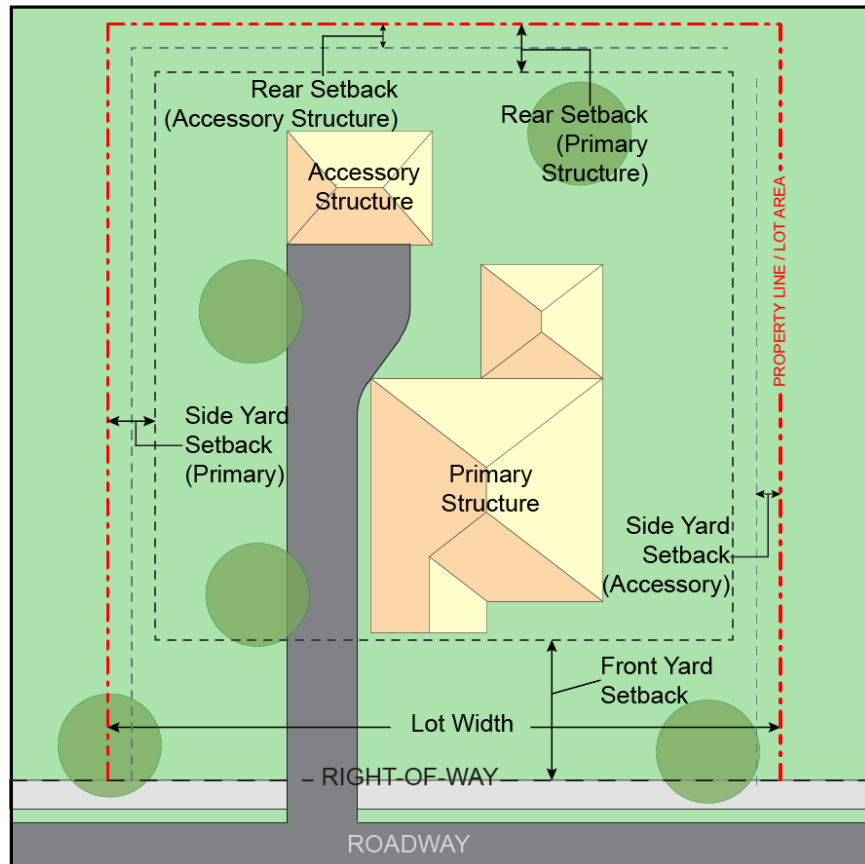 Rear Setback
(Accessory Structure)
Rear Setback
(Primary
Structure)
Accessory
Structure
PROPERTY LINE / LOT AREA
Side Yard
Setback
(Primary)
Primary
Structure
Side Yard
Setback
(Accessory)
Front Yard
Setback
Lot Width
RIGHT-OF-WAY
ROADWAY